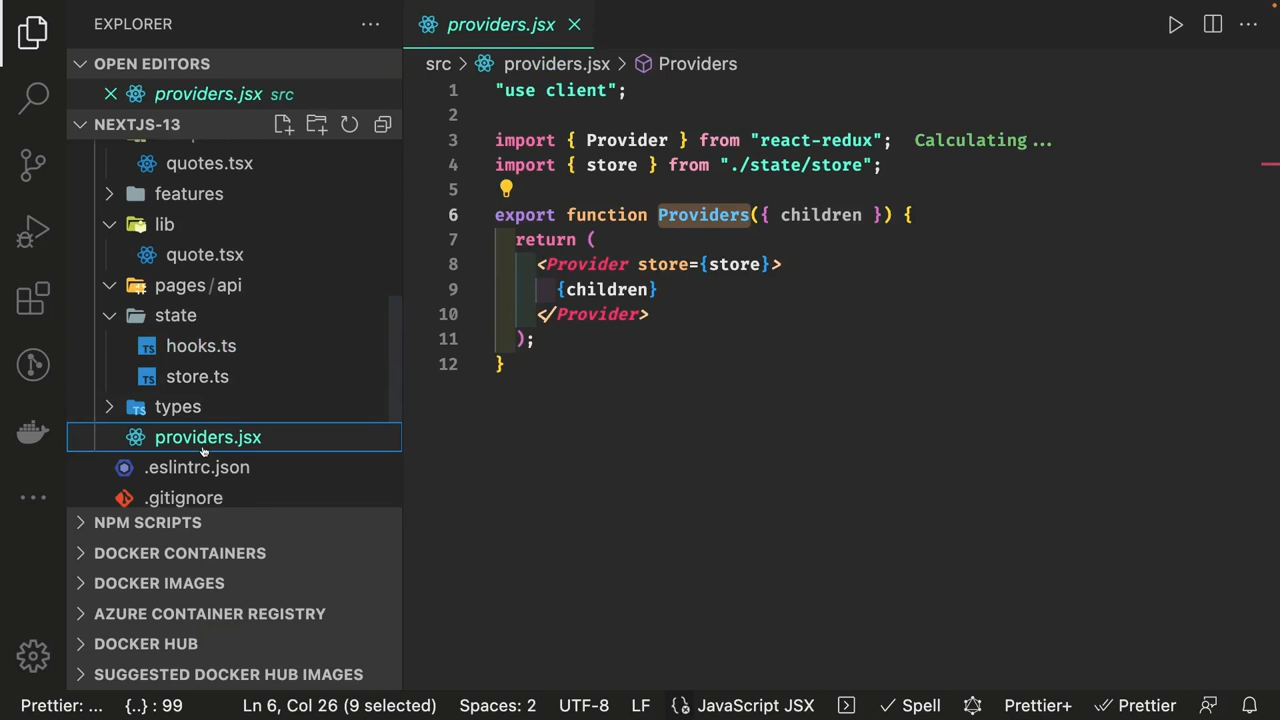 EXPLORER
OPEN EDITORS
providers.jsx src
NEXTJS-13
quotes.tsx
features
lib
quote.tsx
pages/api
state
hooks.ts
store.ts
types
providers.jsx
.eslintrc.json
.gitignore
NPM SCRIPTS
DOCKER CONTAINERS
DOCKER IMAGES
AZURE CONTAINER REGISTRY
DOCKER HUB
SUGGESTED DOCKER HUB IMAGES
providers.jsx
src > providers.jsx > Providers
1 "use client";
2
3 import { Provider } from "react-redux"; Calculating...
4 import { store } from "./state/store";
5
6 export function Providers({ children }) {
7 return (
8 <Provider store={store}>
9 {children}
10 </Provider>
11 );
12 }
Prettier: ... {..} : 99 Ln 6, Col 26 (9 selected) Spaces: 2 UTF-8 LF JavaScript JSX Spell Prettier+ Prettier